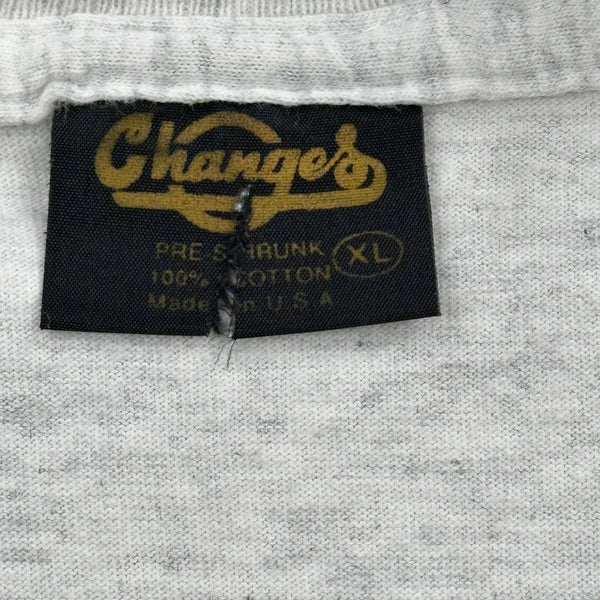 Changes
PRE SHRUNK XL
100% COTTON
Made in U.S.A